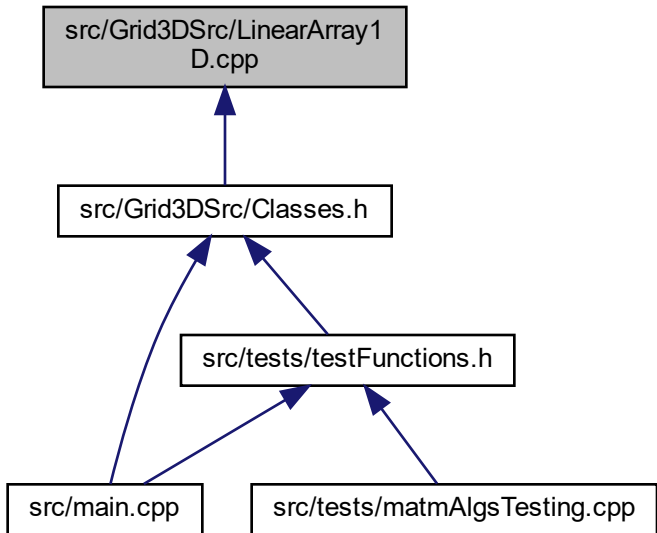 src/Grid3DSrc/LinearArray1
D.cpp
src/Grid3DSrc/Classes.h
src/tests/testFunctions.h
src/main.cpp
src/tests/matmAlgsTesting.cpp